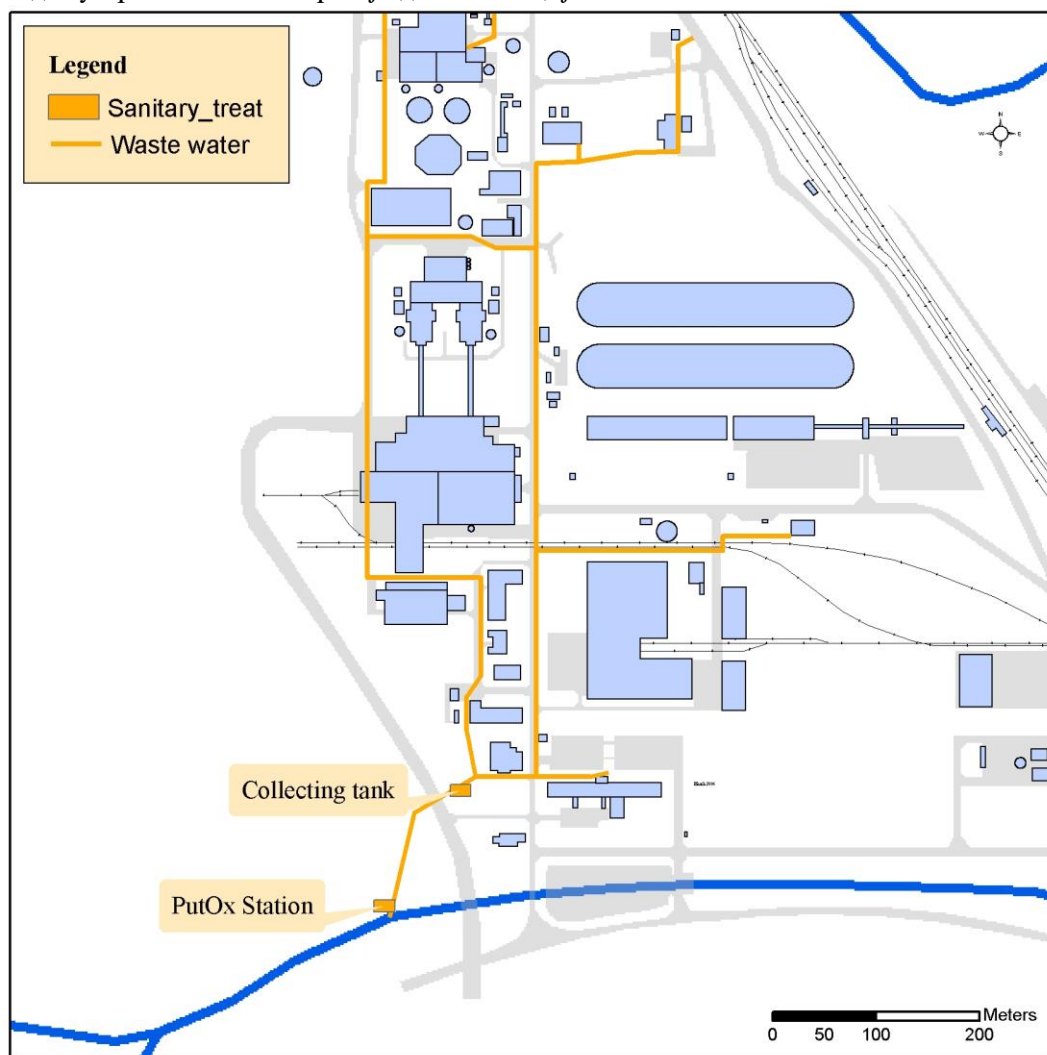 Legend
Sanitary_treat
Waste water
N
W E
S
Collecting tank
PutOx Station
Meters
0 50 100 200